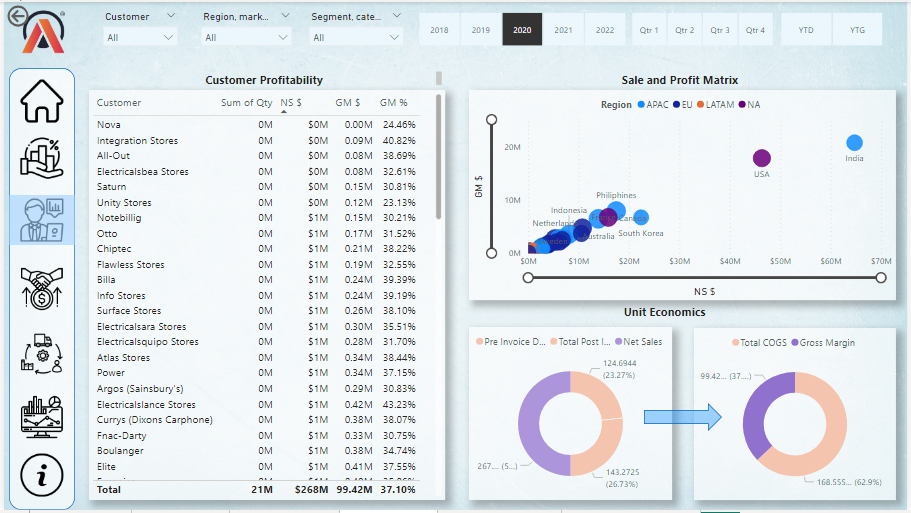 Customer Region, mark... Segment, cate...
All All All
2018 2019 2020 2021 2022 Qtr 1 Qtr 2 Qtr 3 Qtr 4 YTD YTG
Customer Profitability
Customer Sum of Qty NS $ GM $ GM %
Nova 0M $0M 0.00M 24.46%
Integration Stores 0M $0M 0.09M 40.82%
All-Out 0M $0M 0.08M 38.69%
Electricalsbea Stores 0M $0M 0.08M 32.61%
Saturn 0M $0M 0.15M 30.81%
Unity Stores 0M $0M 0.12M 23.13%
Notebillig 0M $0M 0.15M 30.21%
Otto 0M $1M 0.17M 31.52%
Chiptec 0M $1M 0.21M 38.22%
Flawless Stores 0M $1M 0.19M 32.55%
Billa 0M $1M 0.24M 39.39%
Info Stores 0M $1M 0.24M 39.19%
Surface Stores 0M $1M 0.26M 38.10%
Electricalsara Stores 0M $1M 0.30M 35.51%
Electricalsquipo Stores 0M $1M 0.28M 31.70%
Atlas Stores 0M $1M 0.34M 38.44%
Power 0M $1M 0.34M 37.15%
Argos (Sainsbury's) 0M $1M 0.29M 30.83%
Electricalslance Stores 0M $1M 0.42M 43.23%
Currys (Dixons Carphone) 0M $1M 0.38M 38.07%
Fnac-Darty 0M $1M 0.33M 30.75%
Boulanger 0M $1M 0.38M 34.74%
Elite 0M $1M 0.41M 37.55%
Total 21M $268M 99.42M 37.10%
Sale and Profit Matrix
Region APAC EU LATAM NA
GM $
20M
10M
0M
India
USA
Philiphines
Indonesia
France Canada
Netherland
Australia South Korea
Sweden
$0M $10M $20M $30M $40M $50M $60M $70M
NS $
Unit Economics
Pre Invoice D... Total Post I... Net Sales
124.6944
(23.27%)
267.... (5...)
143.2725
(26.73%)
Total COGS Gross Margin
99.42... (37....)
168.555... (62.9%)